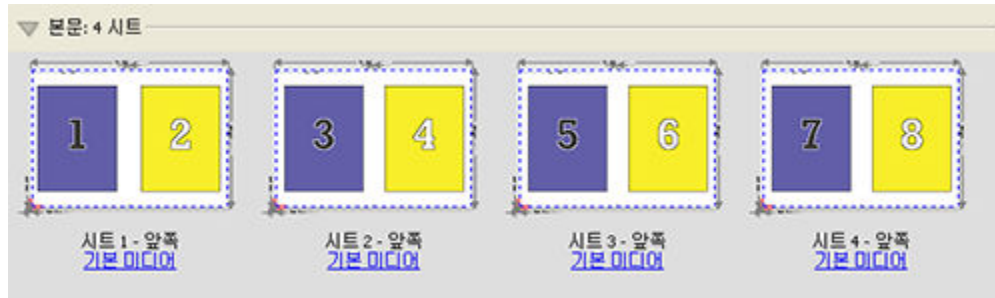 본문: 4 시트
1 2 3 4 5 6 7 8
시트 1 - 앞쪽 시트 2 - 앞쪽 시트 3 - 앞쪽 시트 4 - 앞쪽
기본 미디어 기본 미디어 기본 미디어 기본 미디어